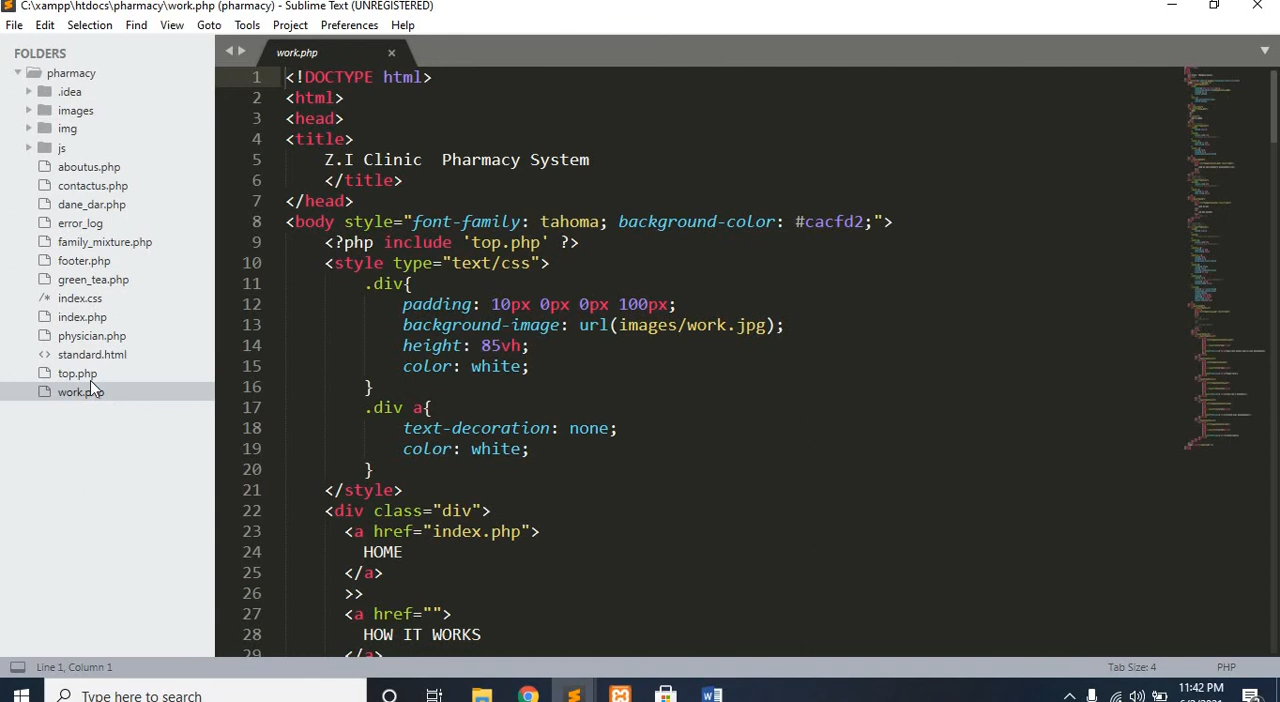 C:\xampp\htdocs\pharmacy\work.php (pharmacy) - Sublime Text (UNREGISTERED)
File Edit Selection Find View Goto Tools Project Preferences Help
FOLDERS
pharmacy
.idea
images
img
js
aboutus.php
contactus.php
dane_dar.php
error_log
family_mixture.php
footer.php
green_tea.php
index.css
index.php
physician.php
standard.html
top.php
work.php
work.php
1 <!DOCTYPE html>
2 <html>
3 <head>
4 <title>
5 Z.I Clinic  Pharmacy System
6 </title>
7 </head>
8 <body style="font-family: tahoma; background-color: #cacfd2;">
9 <?php include 'top.php' ?>
10 <style type="text/css">
11 .div{
12 padding: 10px 0px 0px 100px;
13 background-image: url(images/work.jpg);
14 height: 85vh;
15 color: white;
16 }
17 .div a{
18 text-decoration: none;
19 color: white;
20 }
21 </style>
22 <div class="div">
23 <a href="index.php">
24 HOME
25 </a>
26 >>
27 <a href="">
28 HOW IT WORKS
29 </a>
Line 1, Column 1
Tab Size: 4
PHP
Type here to search
11:42 PM